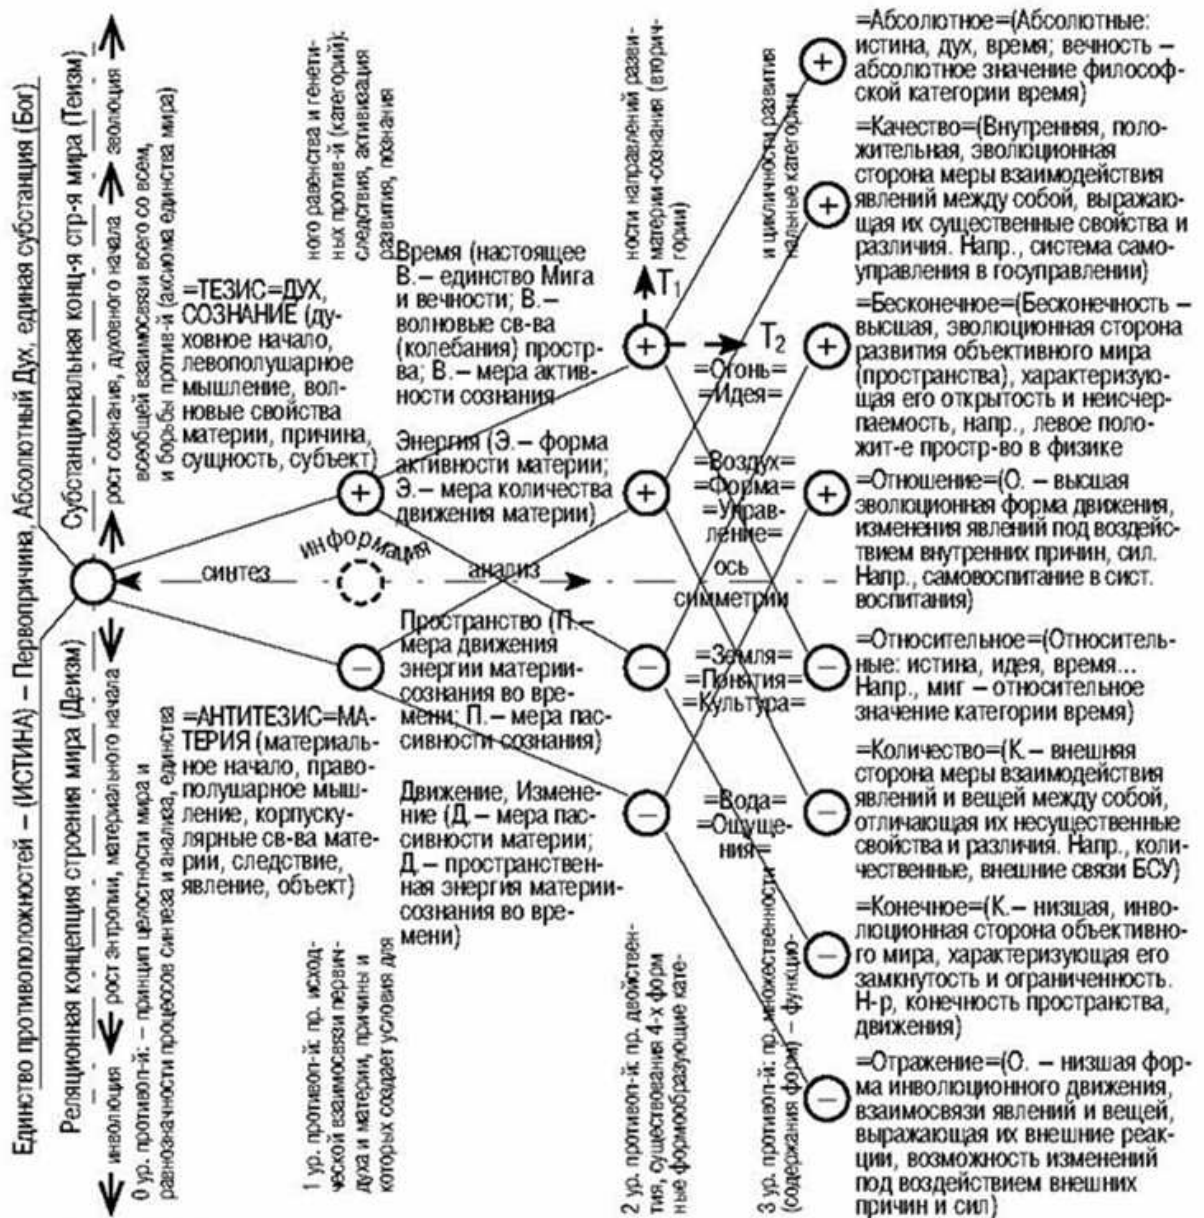 Единство противоположностей – (ИСТИНА) – Первопричина, Абсолютный Дух, единая субстанция (Бог)
Реляционная концепция строения мира (Деизм)
Субстанциональная конц-я стр-я мира (Теизм)
инволюция
рост энтропии, материального начала
рост сознания, духовного начала
эволюция
0 ур. противоп-й: – принцип целостности мира и
равнозначности процессов синтеза и анализа, единства
всеобщей взаимосвязи всего со всем,
и борьбы против-й (аксиома единства мира)
=ТЕЗИС=ДУХ,
СОЗНАНИЕ (ду-
ховное начало,
левополушарное
мышление, вол-
новые свойства
материи, причина,
сущность, субъект)
+
информация
синтез
анализ
–
=АНТИТЕЗИС=МА-
ТЕРИЯ (материаль-
ное начало, право-
полушарное мыш-
ление, корпуску-
лярные св-ва мате-
рии, следствие,
явление, объект)
1 ур. противоп-й: пр. исход-
ческой взаимосвязи первич-
духа и материи, причины и
которых создает условия для
ного равенства и генети-
ных против-й (категорий);
следствия, активизация
развития, познания
Время (настоящее
В. – единство Мига
и вечности; В. –
волновые св-ва
(колебания) простр-
ва; В. – мера актив-
ности сознания
Энергия (Э. – форма
активности материи;
Э. – мера количества
движения материи)
Пространство (П. –
мера движения
энергии материи-
сознания во вре-
мени; П. – мера пас-
сивности сознания)
Движение, Измене-
ние (Д. – мера пас-
сивности материи;
Д. – пространствен-
ная энергия материи-
сознания во вре-
мени)
2 ур. противоп-й: пр. двойствен-
тия, существования 4-х форм
ные формообразующие кате-
ности направлений разви-
материи-сознания (вторич-
гории)
T1
T2
+
+
–
–
=Огонь=
=Идея=
=Воздух=
=Форма=
=Управ-
ление=
ось
симметрии
=Земля=
=Понятия=
=Культура=
=Вода=
=Ощуще-
ния=
3 ур. противоп-й: пр. множественности
(содержания форм) – функцио-
и цикличности развития
нальные категории
+
=Абсолютное=(Абсолютные:
истина, дух, время; вечность –
абсолютное значение философ-
ской категории время)
+
=Качество=(Внутренняя, поло-
жительная, эволюционная
сторона меры взаимодействия
явлений между собой, выражаю-
щая их существенные свойства и
различия. Напр., система само-
управления в госуправлении)
+
=Бесконечное=(Бесконечность –
высшая, эволюционная сторона
развития объективного мира
(пространства), характеризую-
щая его открытость и неисчер-
паемость, напр., левое поло-
жит-е простр-во в физике
+
=Отношение=(О. – высшая
эволюционная форма движения,
изменения явлений под воздейс-
твием внутренних причин, сил.
Напр., самовоспитание в сист.
воспитания)
–
=Относительное=(Относитель-
ные: истина, идея, время...
Напр., миг – относительное
значение категории время)
–
=Количество=(К. – внешняя
сторона меры взаимодействия
явлений и вещей между собой,
отличающая их несущественные
свойства и различия. Напр., коли-
чественные, внешние связи БСУ)
–
=Конечное=(К. – низшая, инво-
люционная сторона объективно-
го мира, характеризующая его
замкнутость и ограниченность.
Н-р, конечность пространства,
движения)
–
=Отражение=(О. – низшая фор-
ма инволюционного движения,
взаимосвязи явлений и вещей,
выражающая их внешние реак-
ции, возможность изменений
под воздействием внешних
причин и сил)